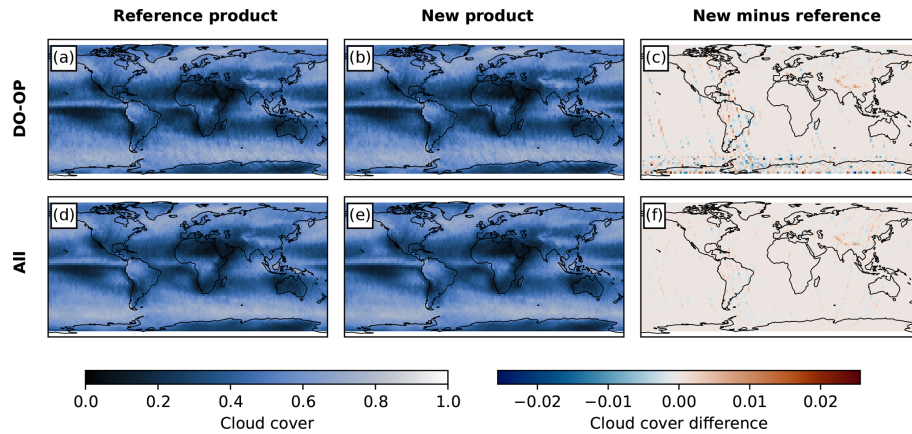 Reference product
New product
New minus reference
DO-OP
(a)
(b)
(c)
All
(d)
(e)
(f)
0.0 0.2 0.4 0.6 0.8 1.0
Cloud cover
−0.02 −0.01 0.00 0.01 0.02
Cloud cover difference